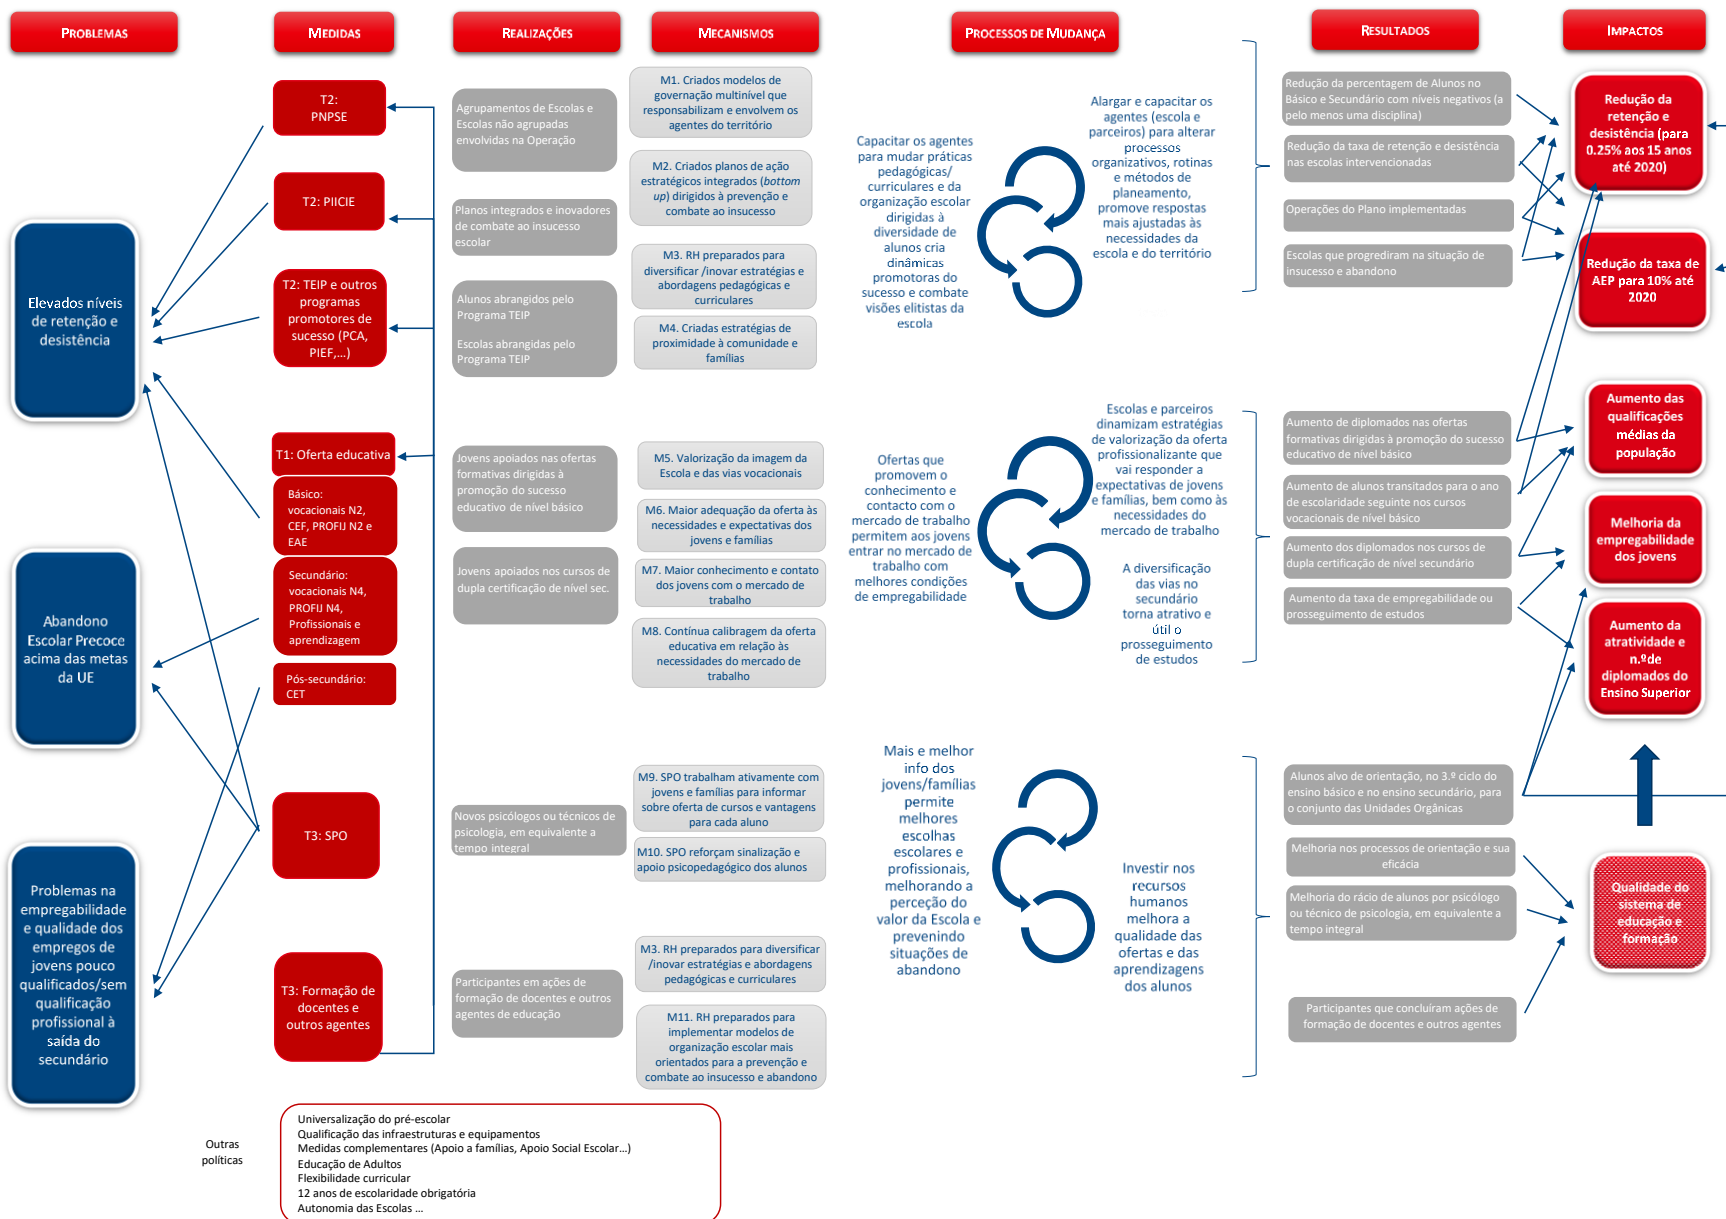 PROBLEMAS
MEDIDAS
REALIZAÇÕES
MECANISMOS
PROCESSOS DE MUDANÇA
RESULTADOS
IMPACTOS
Elevados níveis
de retenção e
desistência
Abandono
Escolar Precoce
acima das metas
da UE
Problemas na
empregabilidade
e qualidade dos
empregos de
jovens pouco
qualificados/sem
qualificação
profissional à
saída do
secundário
T2:
PNPSE
T2: PIICIE
T2: TEIP e outros
programas
promotores de
sucesso (PCA,
PIEF,...)
T1: Oferta educativa
Básico:
vocacionais N2,
CEF, PROFIJ N2 e
EAE
Secundário:
vocacionais N4,
PROFIJ N4,
Profissionais e
aprendizagem
Pós-secundário:
CET
T3: SPO
T3: Formação de
docentes e
outros agentes
Agrupamentos de Escolas e
Escolas não agrupadas
envolvidas na Operação
Planos integrados e inovadores
de combate ao insucesso
escolar
Alunos abrangidos pelo
Programa TEIP
Escolas abrangidas pelo
Programa TEIP
Jovens apoiados nas ofertas
formativas dirigidas à
promoção do sucesso
educativo de nível básico
Jovens apoiados nos cursos de
dupla certificação de nível sec.
Novos psicólogos ou técnicos de
psicologia, em equivalente a
tempo integral
Participantes em ações de
formação de docentes e outros
agentes de educação
M1. Criados modelos de
governação multinível que
responsabilizam e envolvem os
agentes do território
M2. Criados planos de ação
estratégicos integrados (bottom
up) dirigidos à prevenção e
combate ao insucesso
M3. RH preparados para
diversificar /inovar estratégias e
abordagens pedagógicas e
curriculares
M4. Criadas estratégias de
proximidade à comunidade e
famílias
M5. Valorização da imagem da
Escola e das vias vocacionais
M6. Maior adequação da oferta às
necessidades e expectativas dos
jovens e famílias
M7. Maior conhecimento e contato
dos jovens com o mercado de
trabalho
M8. Contínua calibragem da oferta
educativa em relação às
necessidades do mercado de
trabalho
M9. SPO trabalham ativamente com
jovens e famílias para informar
sobre oferta de cursos e vantagens
para cada aluno
M10. SPO reforçam sinalização e
apoio psicopedagógico dos alunos
M3. RH preparados para diversificar
/inovar estratégias e abordagens
pedagógicas e curriculares
M11. RH preparados para
implementar modelos de
organização escolar mais
orientados para a prevenção e
combate ao insucesso e abandono
Capacitar os agentes
para mudar práticas
pedagógicas/
curriculares e da
organização escolar
dirigidas à
diversidade de
alunos cria
dinâmicas
promotoras do
sucesso e combate
visões elitistas da
escola
Alargar e capacitar os
agentes (escola e
parceiros) para alterar
processos
organizativos, rotinas
e métodos de
planeamento,
promove respostas
mais ajustadas às
necessidades da
escola e do território
Ofertas que
promovem o
conhecimento e
contacto com o
mercado de trabalho
permitem aos jovens
entrar no mercado de
trabalho com
melhores condições
de empregabilidade
Escolas e parceiros
dinamizam estratégias
de valorização da oferta
profissionalizante que
vai responder a
expectativas de jovens
e famílias, bem como às
necessidades do
mercado de trabalho
A diversificação
das vias no
secundário
torna atrativo e
útil o
prosseguimento
de estudos
Mais e melhor
info dos
jovens/famílias
permite
melhores
escolhas
escolares e
profissionais,
melhorando a
perceção do
valor da Escola e
prevenindo
situações de
abandono
Investir nos
recursos
humanos
melhora a
qualidade das
ofertas e das
aprendizagens
dos alunos
Redução da percentagem de Alunos no
Básico e Secundário com níveis negativos (a
pelo menos uma disciplina)
Redução da taxa de retenção e desistência
nas escolas intervencionadas
Operações do Plano implementadas
Escolas que progrediram na situação de
insucesso e abandono
Aumento de diplomados nas ofertas
formativas dirigidas à promoção do sucesso
educativo de nível básico
Aumento de alunos transitados para o ano
de escolaridade seguinte nos cursos
vocacionais de nível básico
Aumento dos diplomados nos cursos de
dupla certificação de nível secundário
Aumento da taxa de empregabilidade ou
prosseguimento de estudos
Alunos alvo de orientação, no 3.º ciclo do
ensino básico e no ensino secundário, para
o conjunto das Unidades Orgânicas
Melhoria nos processos de orientação e sua
eficácia
Melhoria do rácio de alunos por psicólogo
ou técnico de psicologia, em equivalente a
tempo integral
Participantes que concluíram ações de
formação de docentes e outros agentes
Redução da
retenção e
desistência (para
0.25% aos 15 anos
até 2020)
Redução da taxa de
AEP para 10% até
2020
Aumento das
qualificações
médias da
população
Melhoria da
empregabilidade
dos jovens
Aumento da
atratividade e
n.ºde
diplomados do
Ensino Superior
Qualidade do
sistema de
educação e
formação
Outras
políticas
Universalização do pré-escolar
Qualificação das infraestruturas e equipamentos
Medidas complementares (Apoio a famílias, Apoio Social Escolar...)
Educação de Adultos
Flexibilidade curricular
12 anos de escolaridade obrigatória
Autonomia das Escolas ...